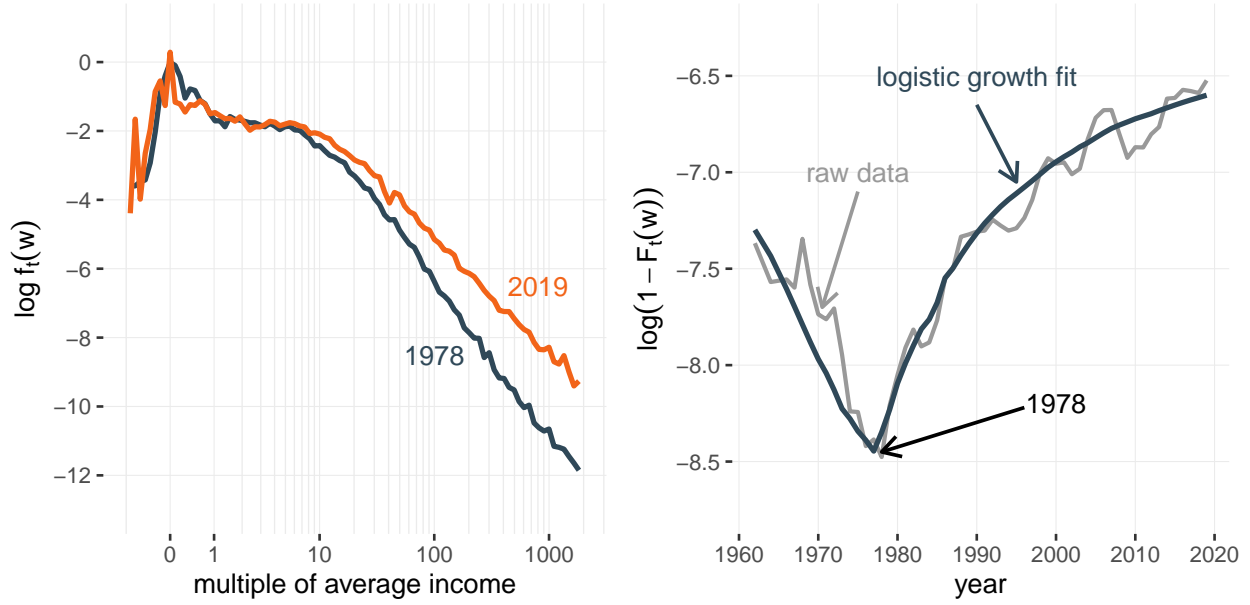 log f_t(w)
0
−2
−4
−6
−8
−10
−12
2019
1978
0 1 10 100 1000
multiple of average income
log(1 − F_t(w))
−6.5
−7.0
−7.5
−8.0
−8.5
logistic growth fit
raw data
1978
1960 1970 1980 1990 2000 2010 2020
year